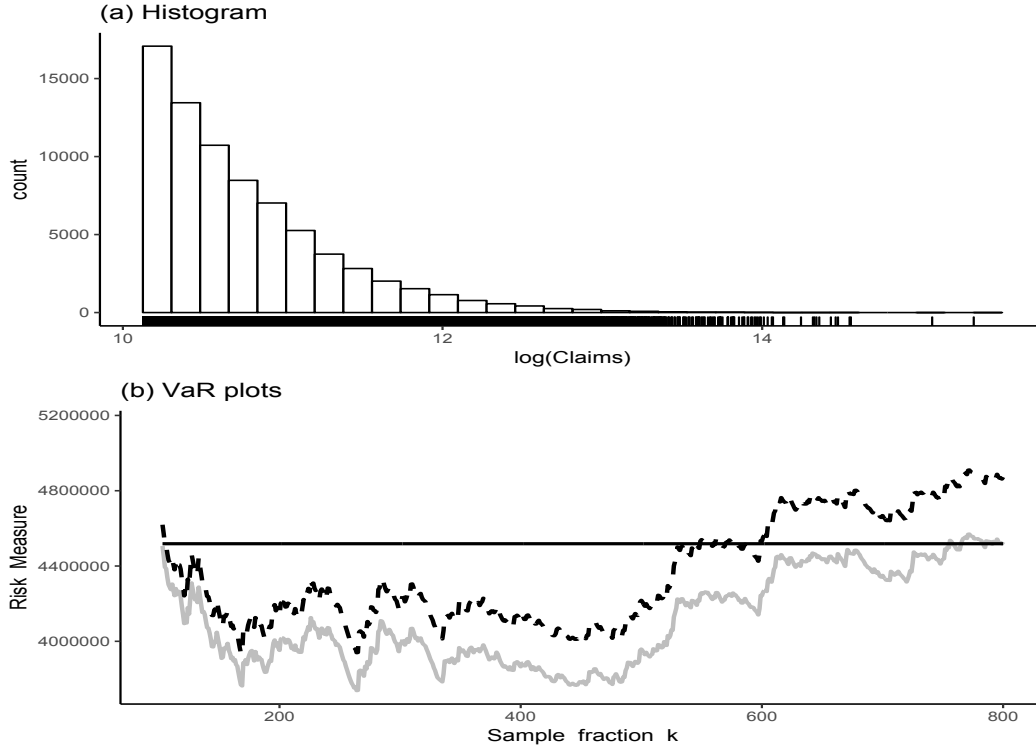 (a) Histogram
15000
10000
5000
0
count
10 12 14
log(Claims)
(b) VaR plots
5200000
4800000
4400000
4000000
Risk Measure
200 400 600 800
Sample fraction k